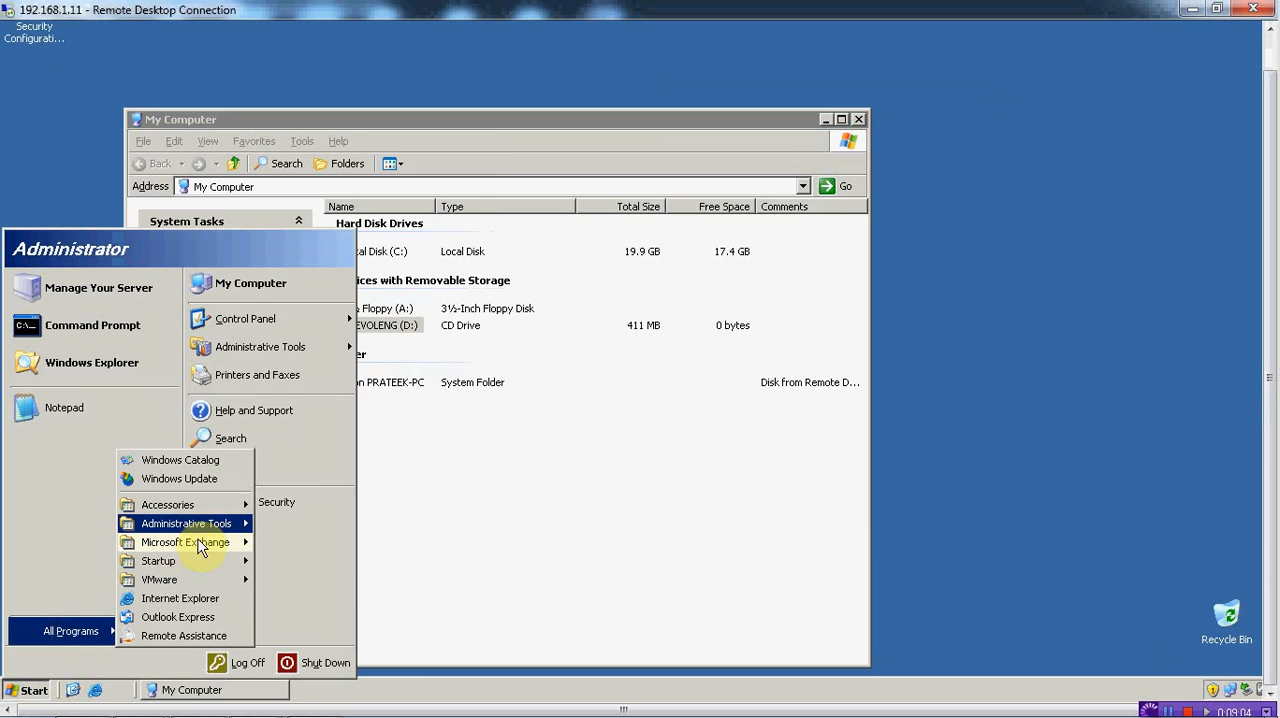 192.168.1.11 - Remote Desktop Connection
Security
Configurati...
My Computer
File Edit View Favorites Tools Help
Back Search Folders
Address My Computer Go
System Tasks
Name Type Total Size Free Space Comments
Hard Disk Drives
cal Disk (C:) Local Disk 19.9 GB 17.4 GB
ices with Removable Storage
½ Floppy (A:) 3½-Inch Floppy Disk
EVOLENG (D:) CD Drive 411 MB 0 bytes
er
on PRATEEK-PC System Folder Disk from Remote D...
Administrator
Manage Your Server
Command Prompt
Windows Explorer
Notepad
My Computer
Control Panel
Administrative Tools
Printers and Faxes
Help and Support
Search
Security
Windows Catalog
Windows Update
Accessories
Administrative Tools
Microsoft Exchange
Startup
VMware
Internet Explorer
Outlook Express
Remote Assistance
All Programs
Log Off Shut Down
Recycle Bin
Start My Computer
0:09:04